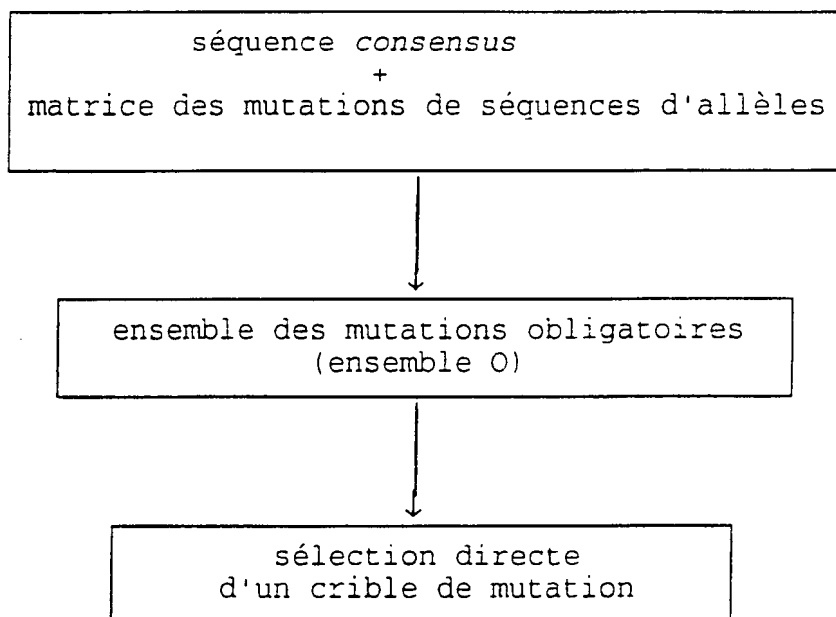 séquence consensus
+
matrice des mutations de séquences d'allèles
ensemble des mutations obligatoires
(ensemble O)
sélection directe
d'un crible de mutation